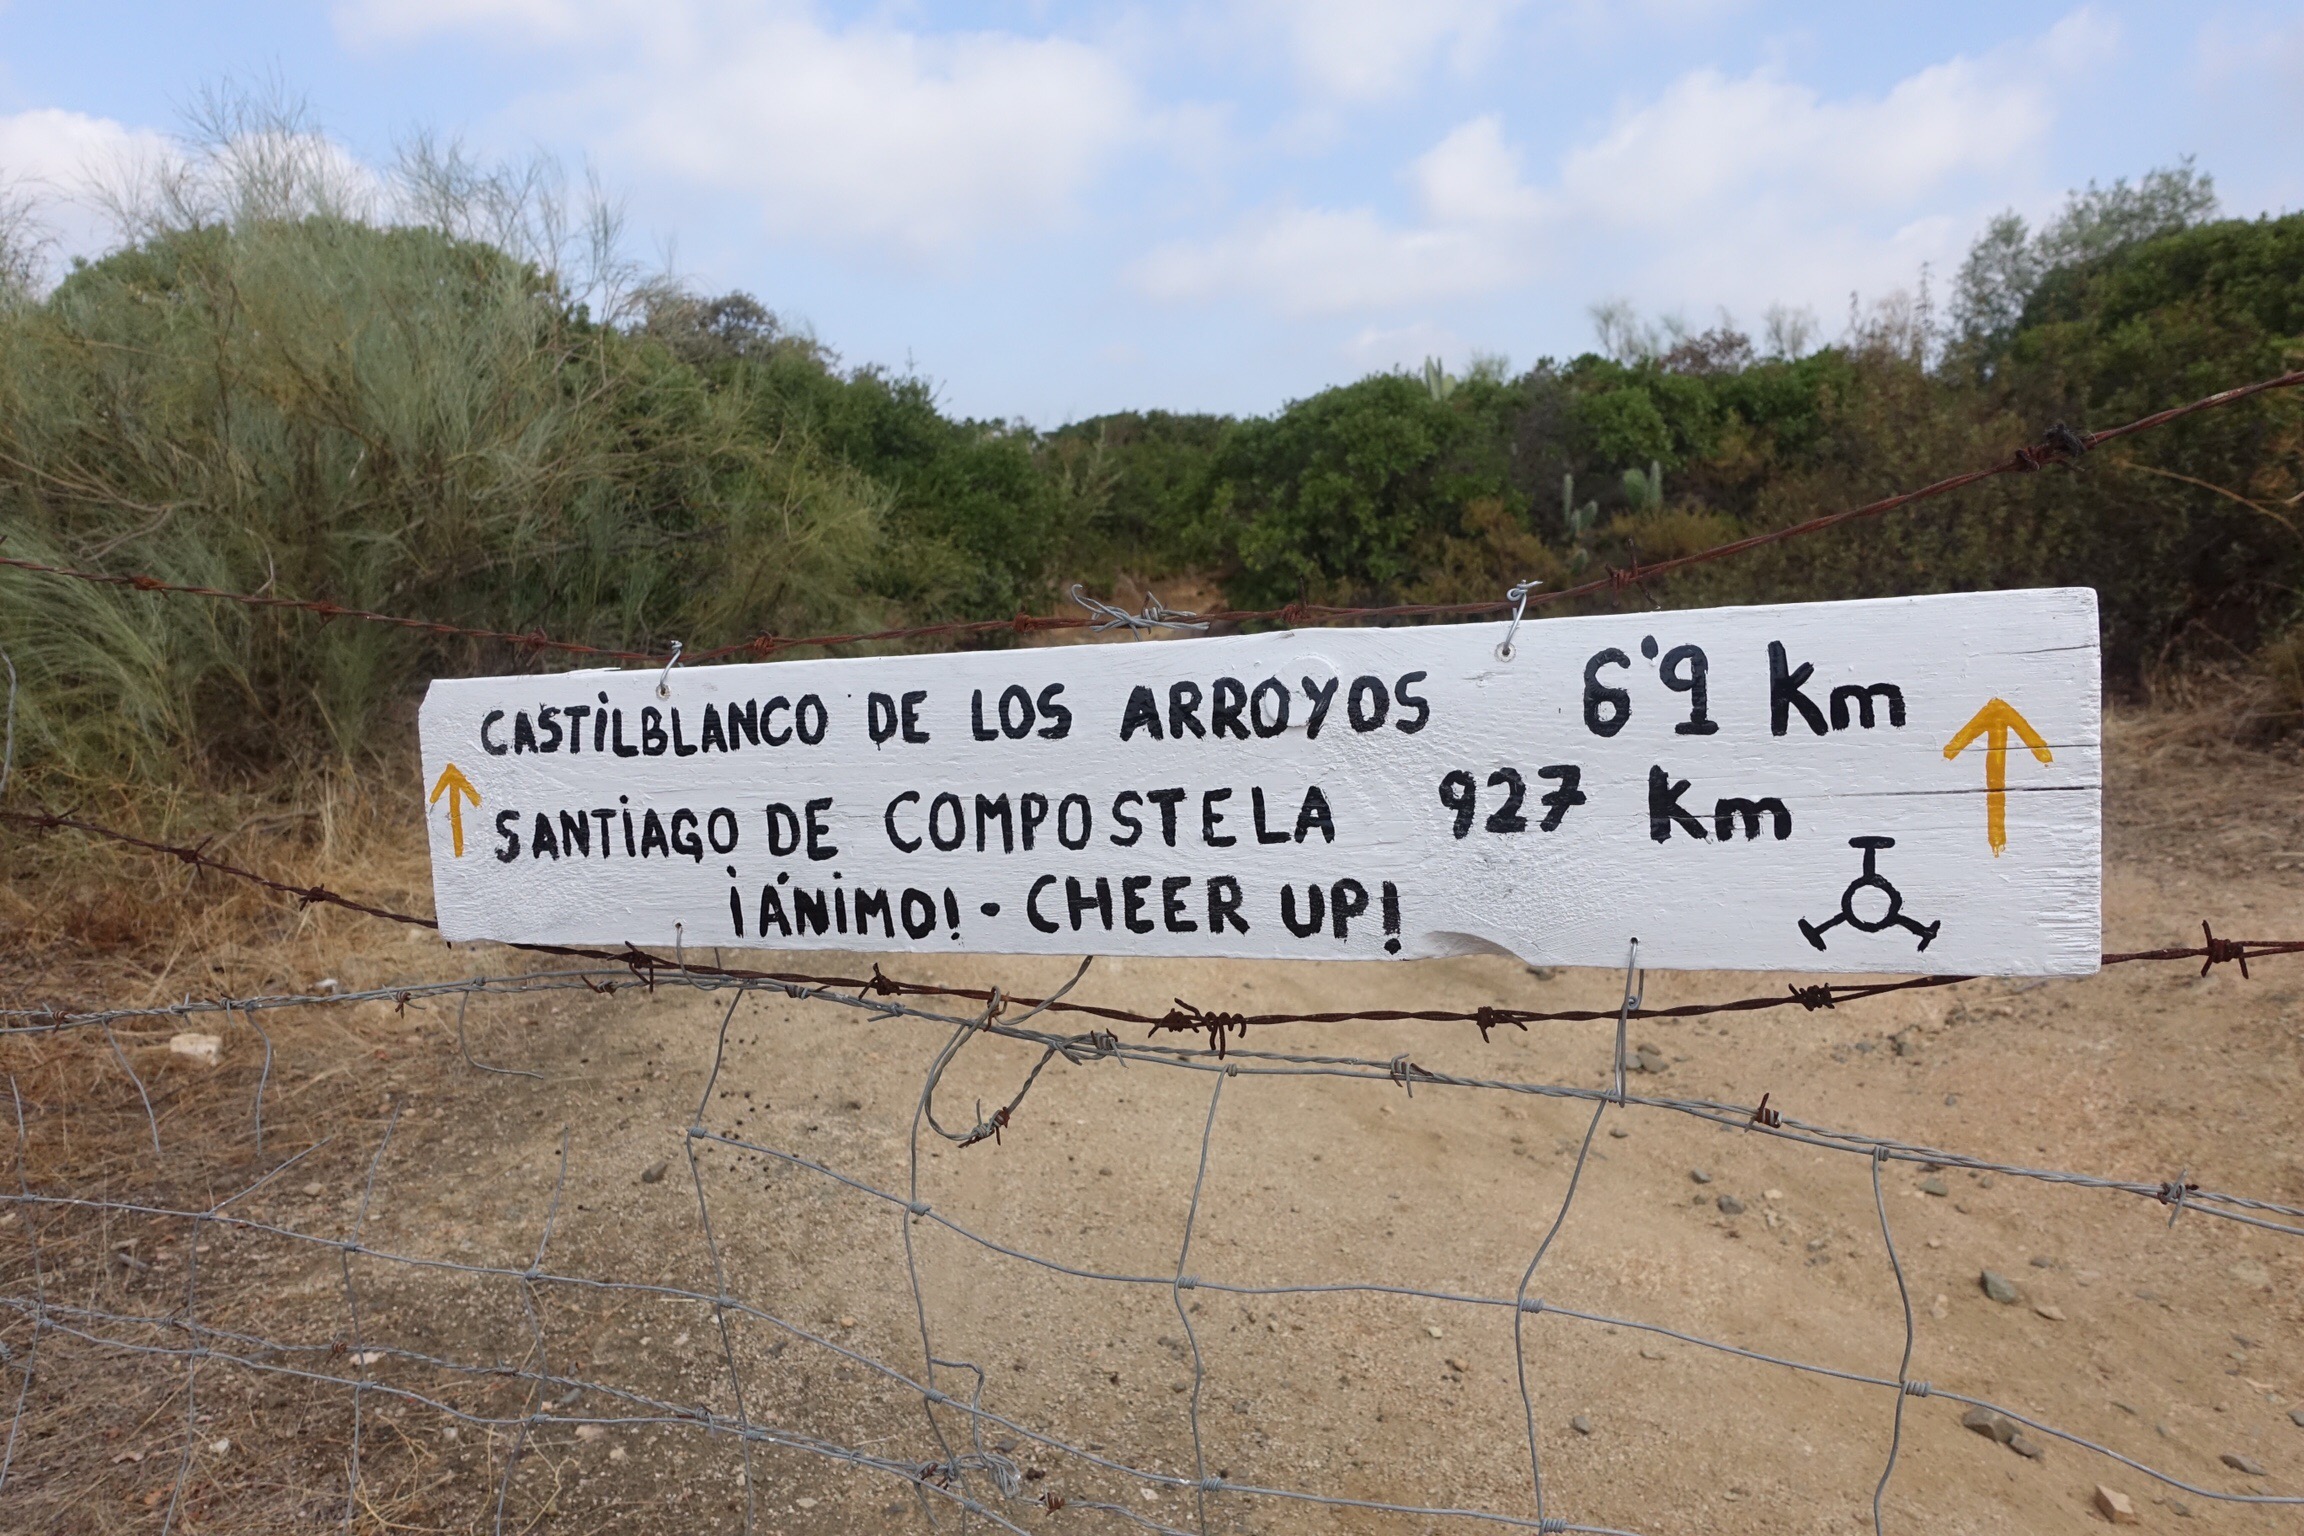 CASTiLBLANCO DE LOS ARROYOS 6'9 Km
SANTiAGO DE COMPOSTELA 927 Km
¡ÁNiMO! - CHEER UP!